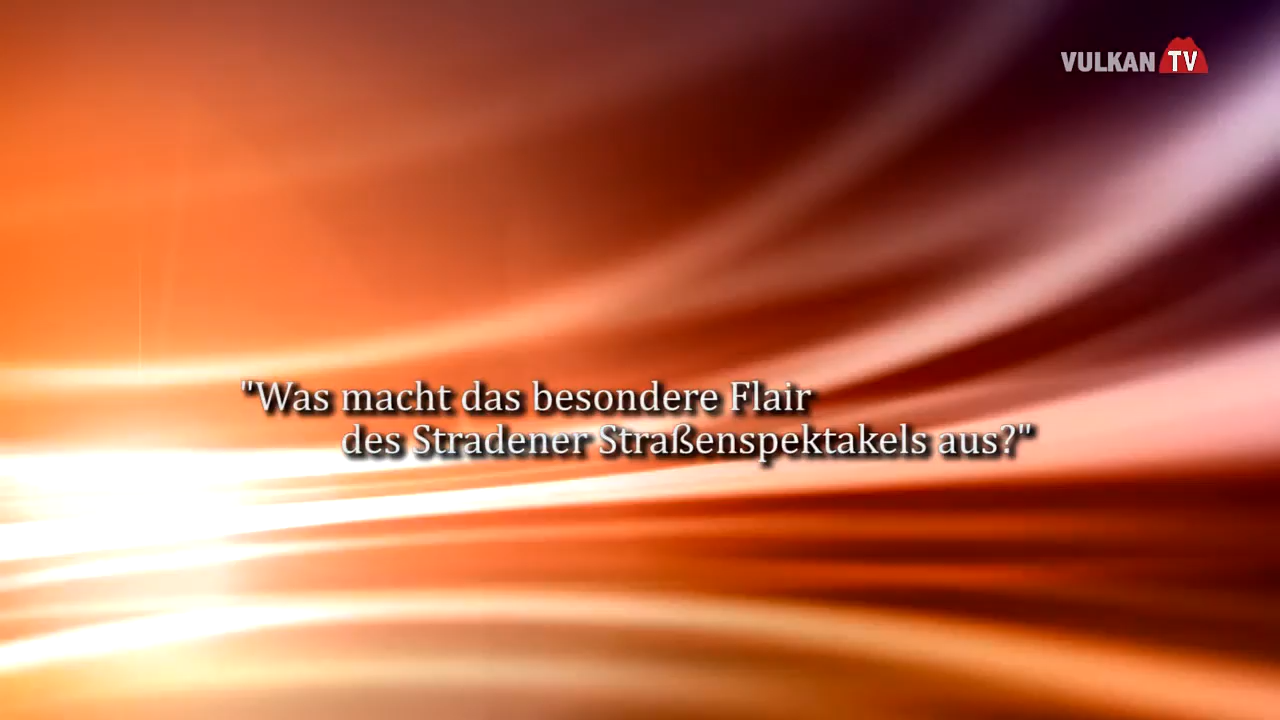 VULKAN TV
"Was macht das besondere Flair
des Stradener Straßenspektakels aus?"